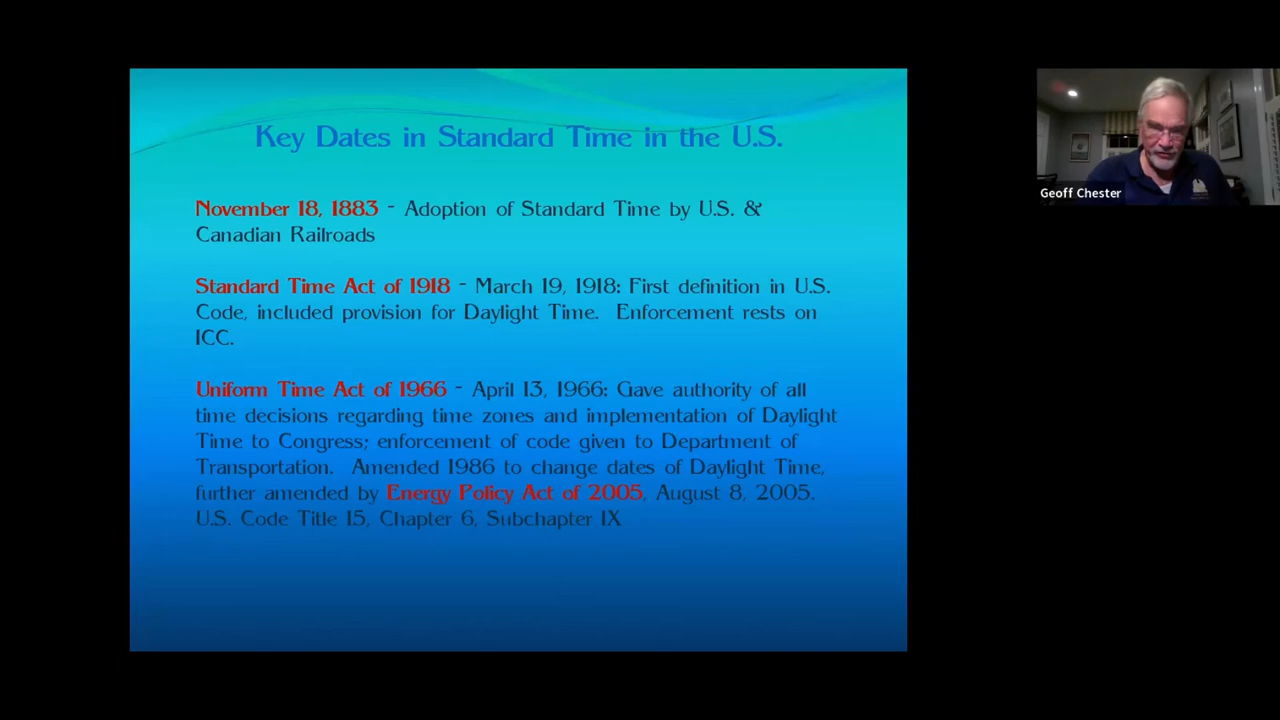 Key Dates in Standard Time in the U.S.
November 18, 1883 - Adoption of Standard Time by U.S. &
Canadian Railroads
Standard Time Act of 1918 - March 19, 1918: First definition in U.S.
Code, included provision for Daylight Time. Enforcement rests on
ICC.
Uniform Time Act of 1966 - April 13, 1966: Gave authority of all
time decisions regarding time zones and implementation of Daylight
Time to Congress; enforcement of code given to Department of
Transportation. Amended 1986 to change dates of Daylight Time,
further amended by Energy Policy Act of 2005, August 8, 2005.
U.S. Code Title 15, Chapter 6, Subchapter IX
Geoff Chester